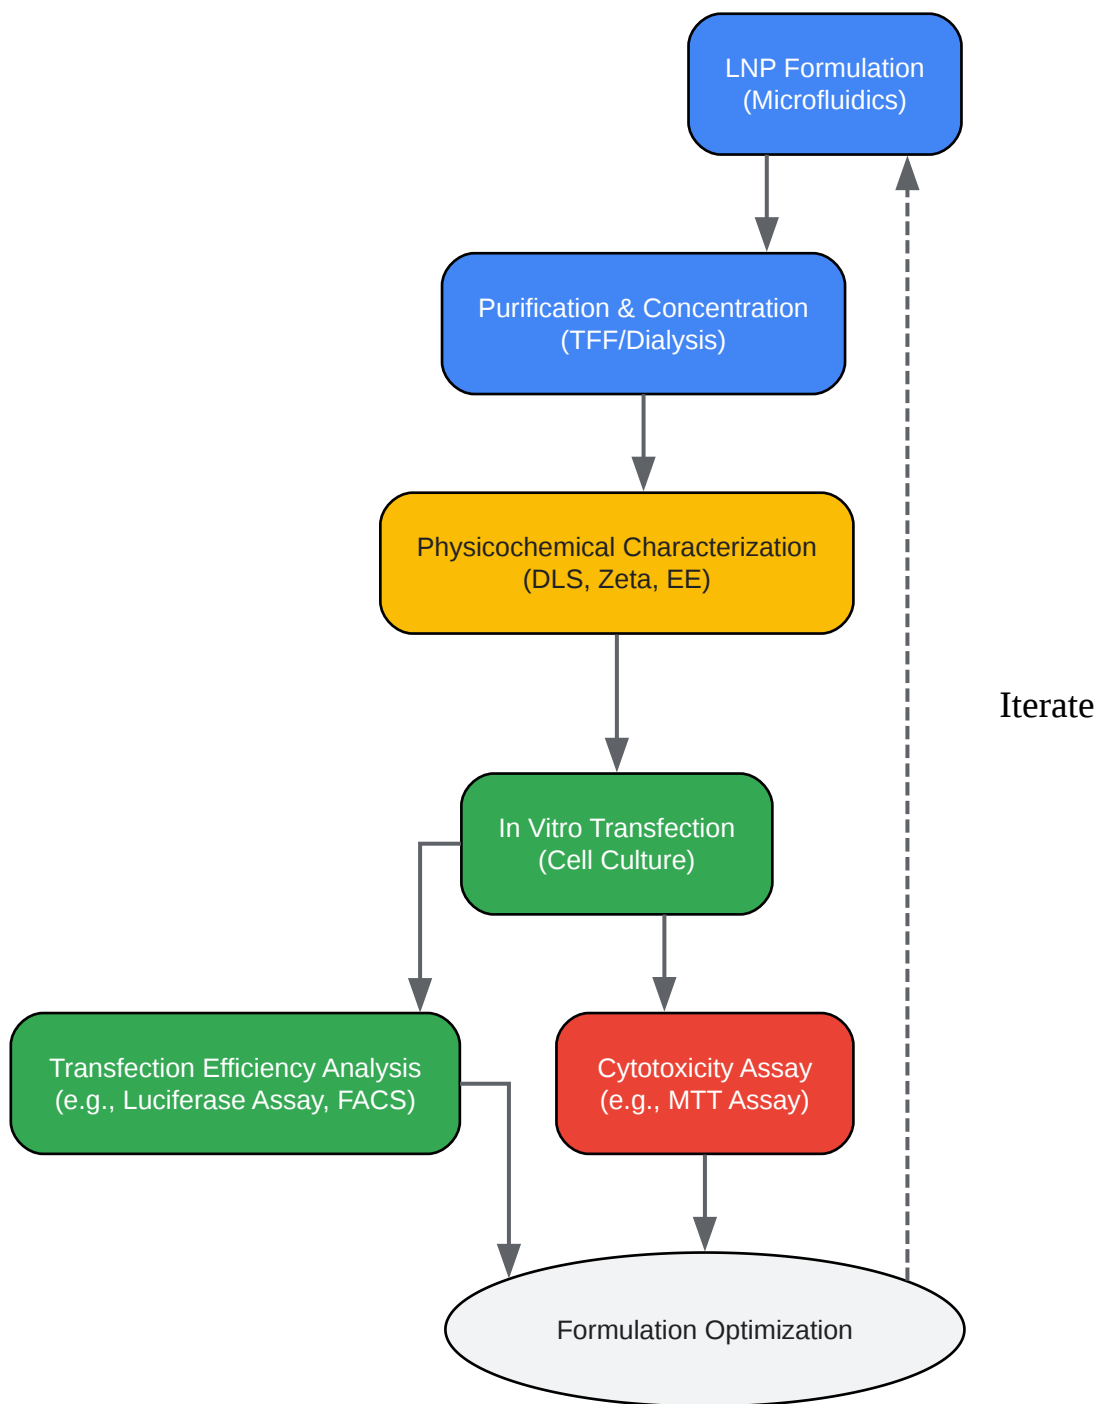 LNP Formulation
(Microfluidics)
Purification & Concentration
(TFF/Dialysis)
Physicochemical Characterization
(DLS, Zeta, EE)
Iterate
In Vitro Transfection
(Cell Culture)
Transfection Efficiency Analysis
(e.g., Luciferase Assay, FACS)
Cytotoxicity Assay
(e.g., MTT Assay)
Formulation Optimization